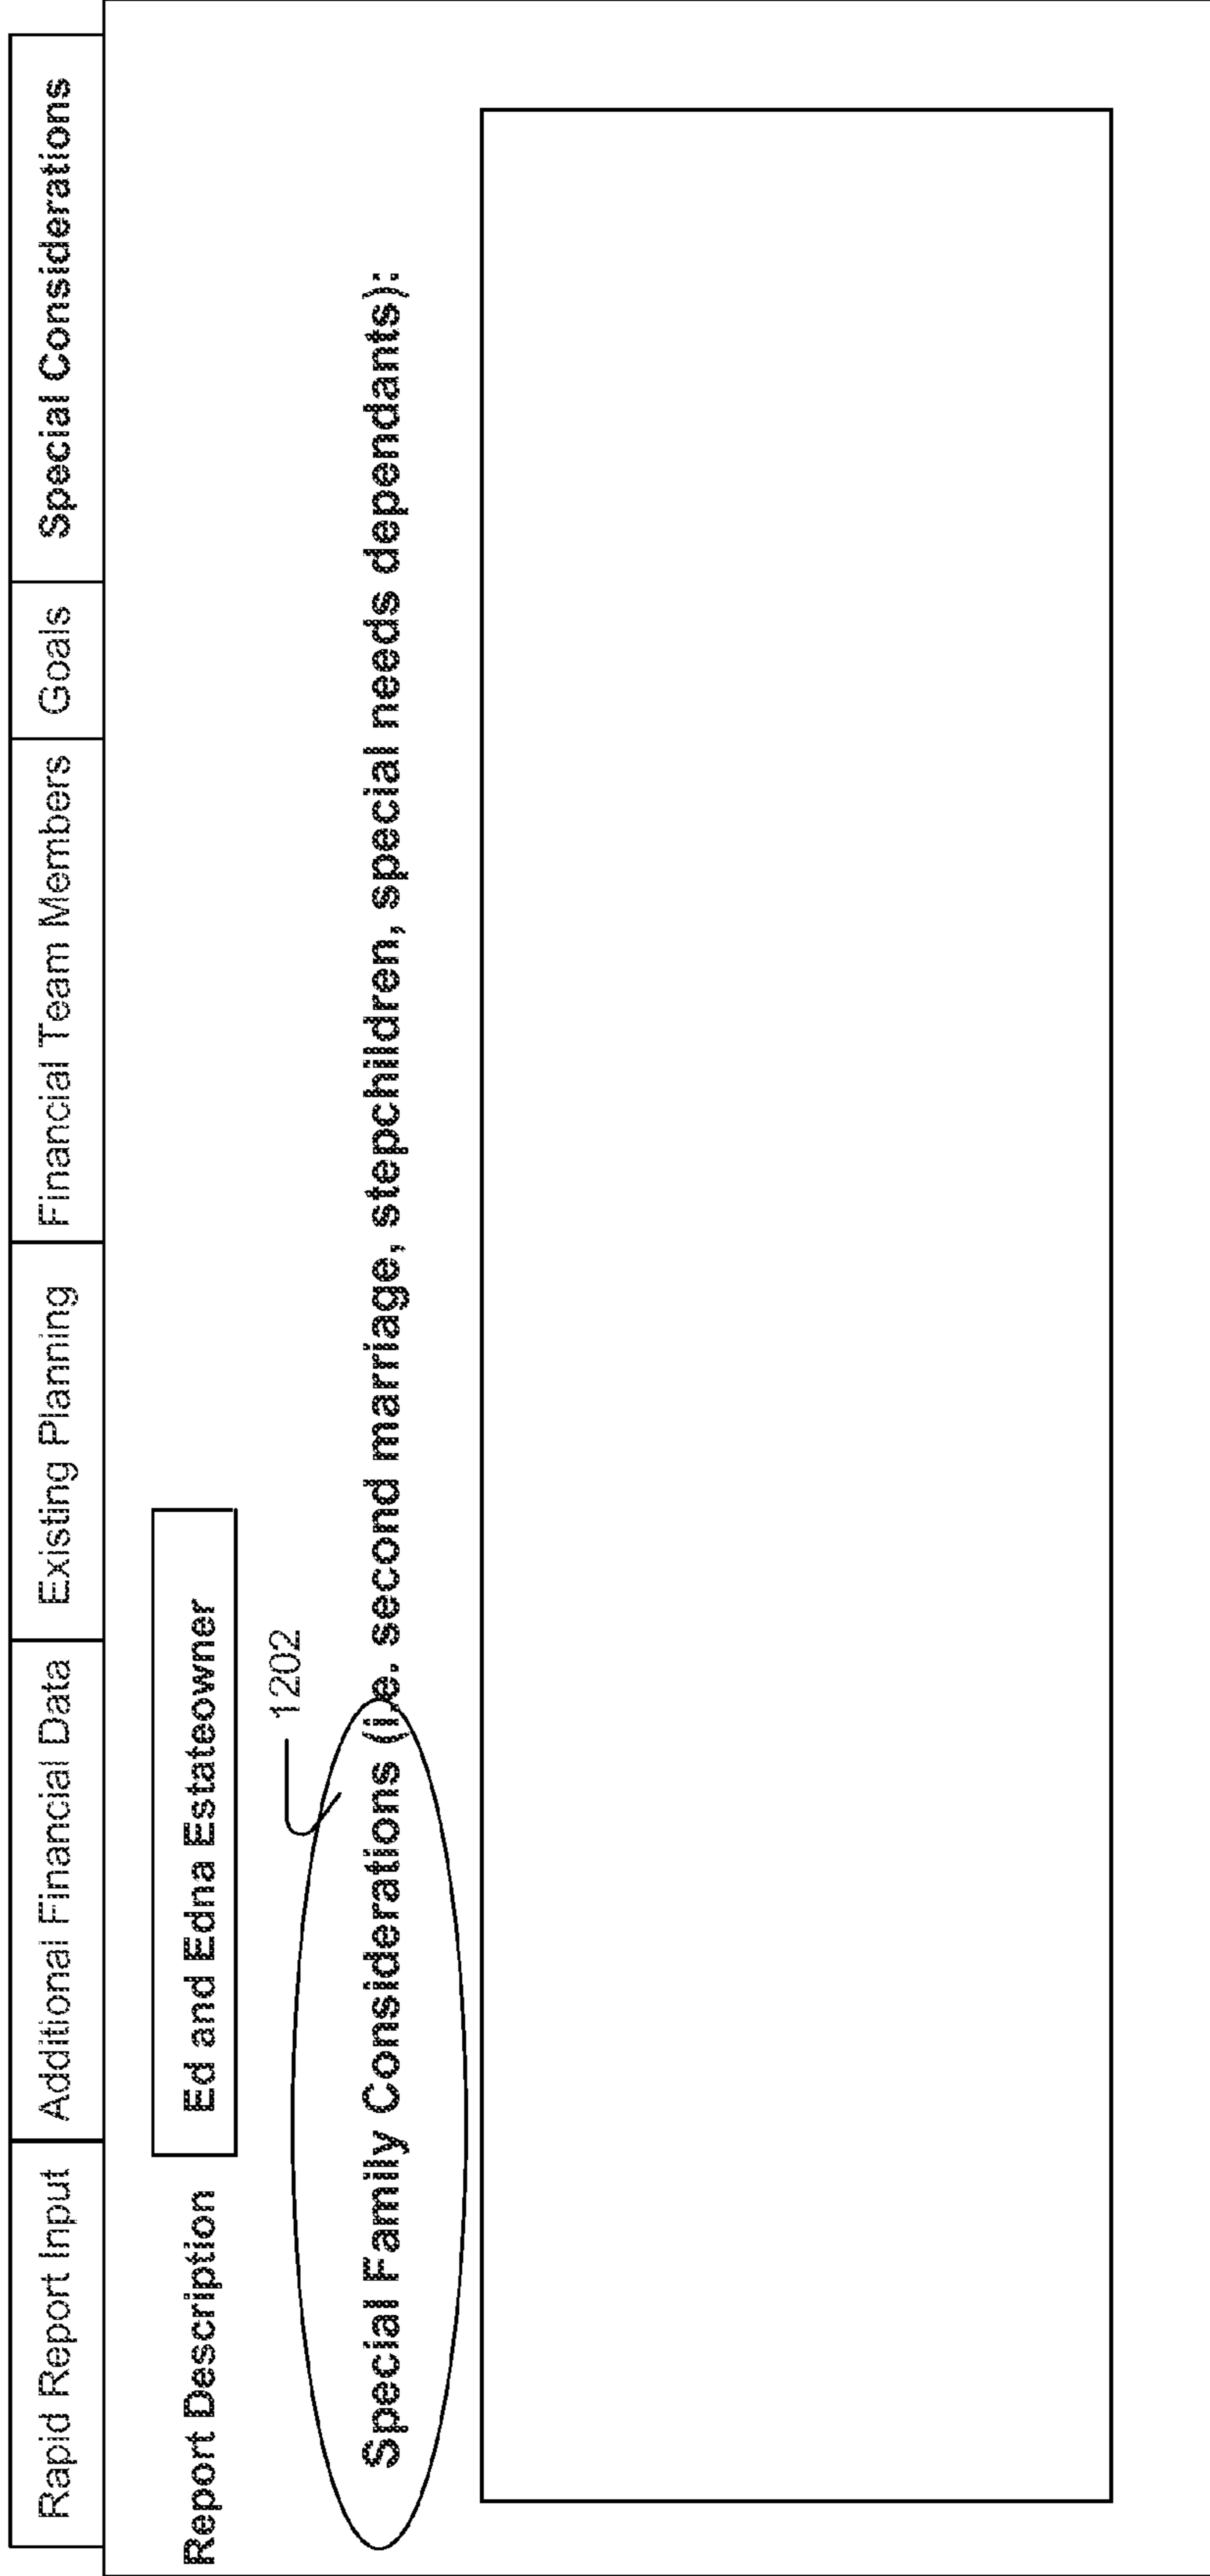 Rapid Report Input Additional Financial Data Existing Planning Financial Team Members Goals Special Considerations
Report Description Ed and Edna Estateowner
1202
Special Family Considerations (i.e. second marriage, stepchildren, special needs dependants):